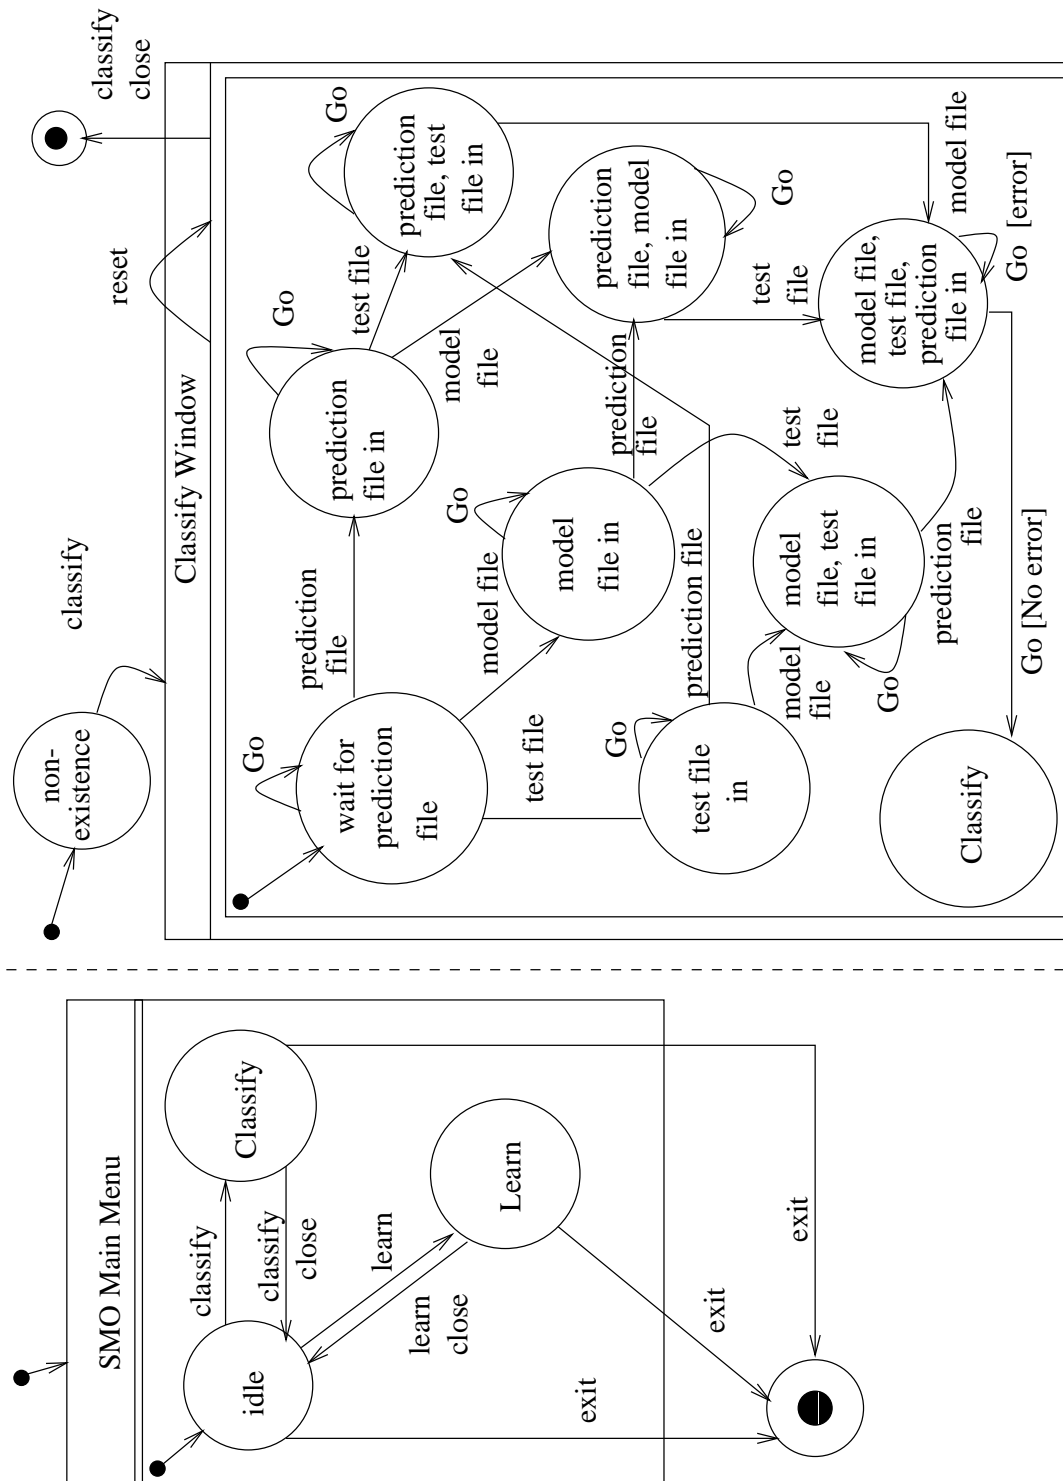 SMO Main Menu
idle
classify
Classify
classify
close
learn
learn
close
Learn
exit
exit
exit
non-
existence
classify
reset
classify
close
Classify Window
wait for
prediction
file
Go
prediction
file
prediction
file in
Go
test file
prediction
file, test
file in
Go
model
file
model file
model
file in
Go
prediction
file
prediction
file, model
file in
Go
test file
test file
in
Go
prediction file
model
file
model
file, test
file in
Go
test
file
test
file
model file
prediction
file
model file,
test file,
prediction
file in
Go [error]
Go [No error]
Classify